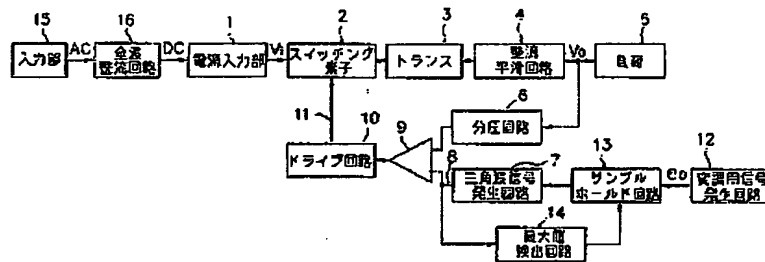 15
16
1
2
3
4
5
入力部
AC
全波
整流回路
DC
電源入力部
Vi
スイッチング
素子
トランス
整流
平滑回路
Vo
負荷
11
10
9
6
分圧回路
ドライブ回路
8
7
三角波信号
発生回路
13
サンプル
ホールド回路
eo
12
変調用信号
発生回路
14
最大値
検出回路